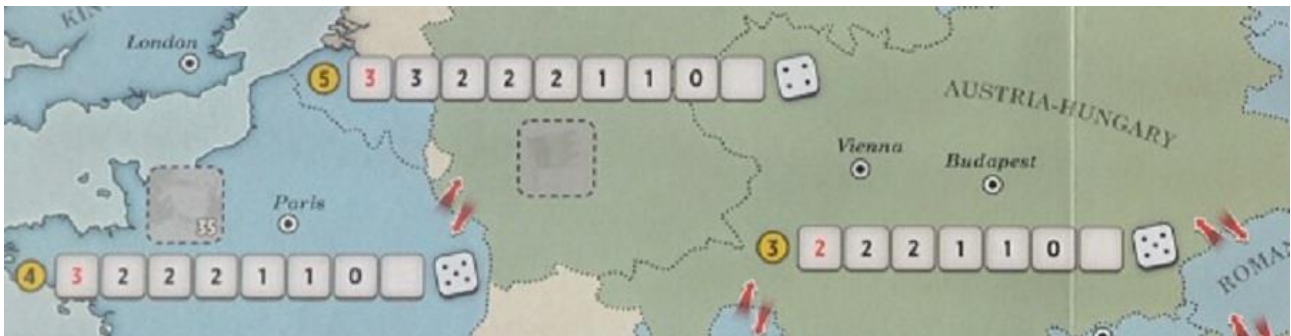 KIN
London
5 3 3 2 2 2 1 1 0
AUSTRIA-HUNGARY
Vienna
Budapest
Paris
35
4 3 2 2 2 1 1 0
3 2 2 2 1 1 0
ROMAN